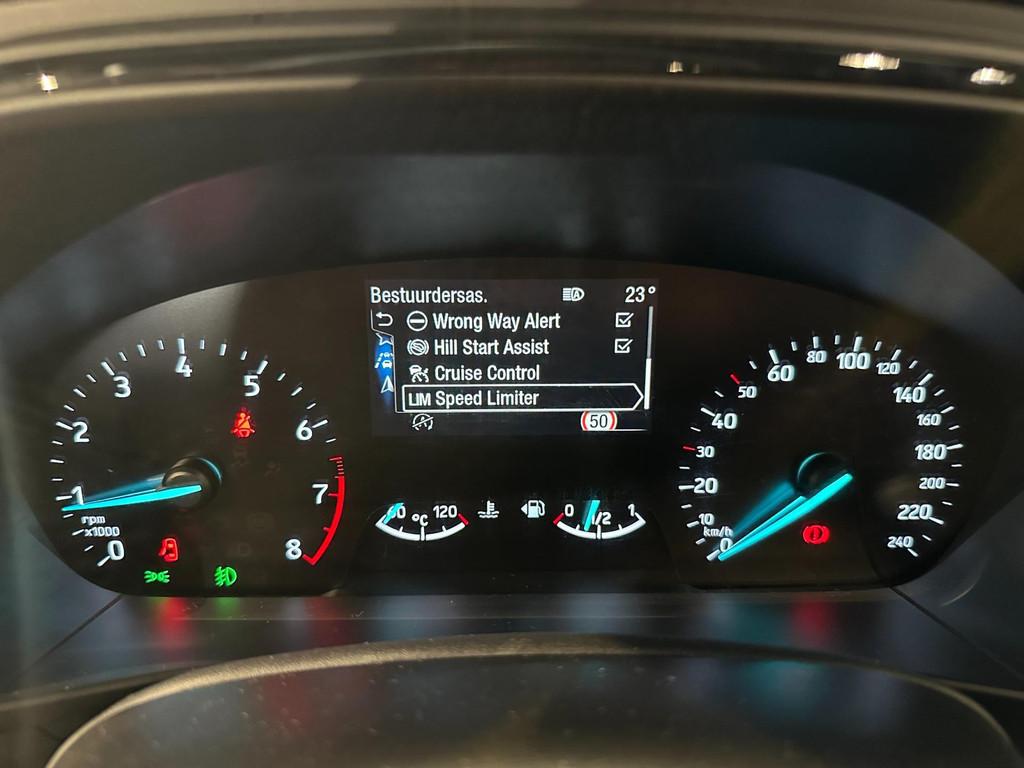 Bestuurdersas. 23°
Wrong Way Alert
Hill Start Assist
Cruise Control
LIM Speed Limiter
50
0
1
2
3
4
5
6
7
8
rpm
x1000
60 °C 120
0 1/2 1
0
10
20
30
40
50
60
80
100
120
140
160
180
200
220
240
km/h